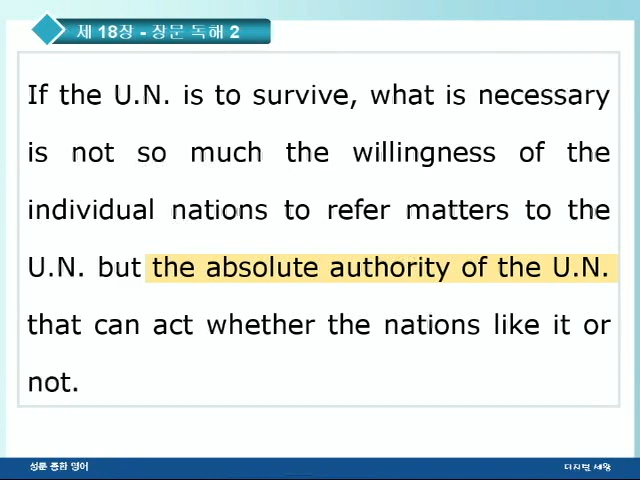 제 18장 - 장문 독해 2
If the U.N. is to survive, what is necessary
is not so much the willingness of the
individual nations to refer matters to the
U.N. but the absolute authority of the U.N.
that can act whether the nations like it or
not.
성문 종합 영어
디지털 세광